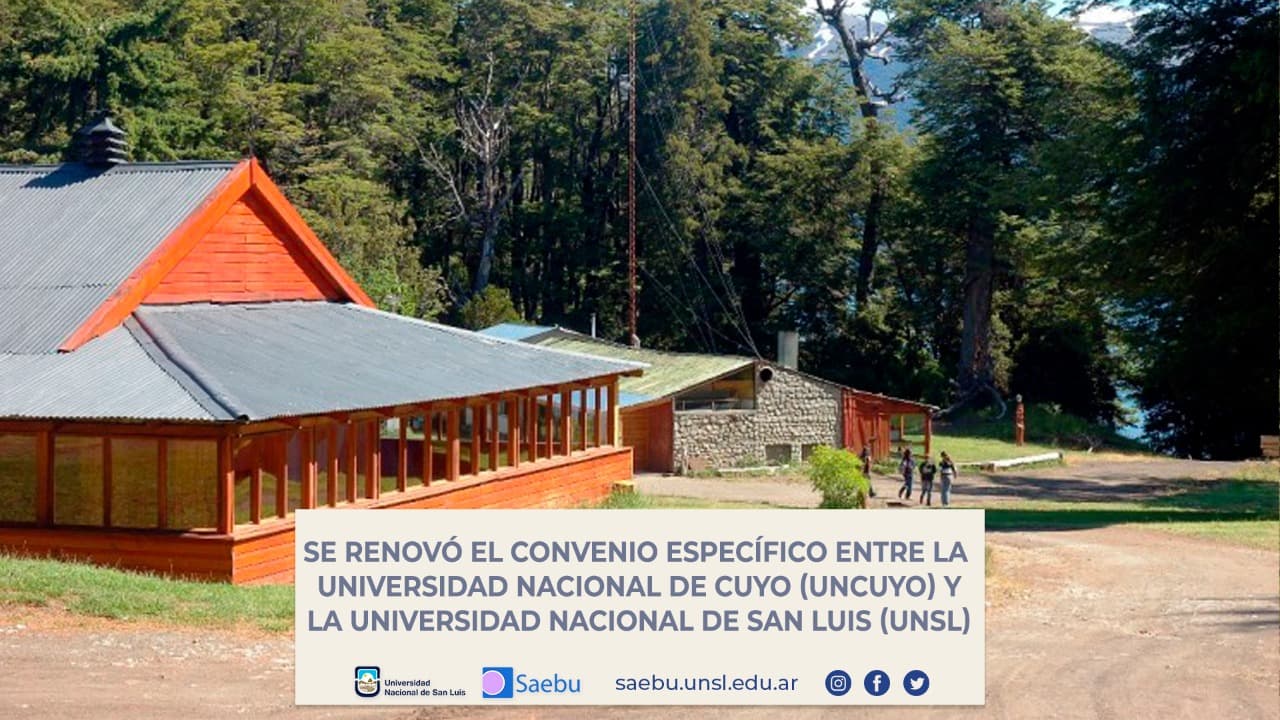 SE RENOVÓ EL CONVENIO ESPECÍFICO ENTRE LA
UNIVERSIDAD NACIONAL DE CUYO (UNCUYO) Y
LA UNIVERSIDAD NACIONAL DE SAN LUIS (UNSL)
Universidad
Nacional de San Luis
Saebu
saebu.unsl.edu.ar